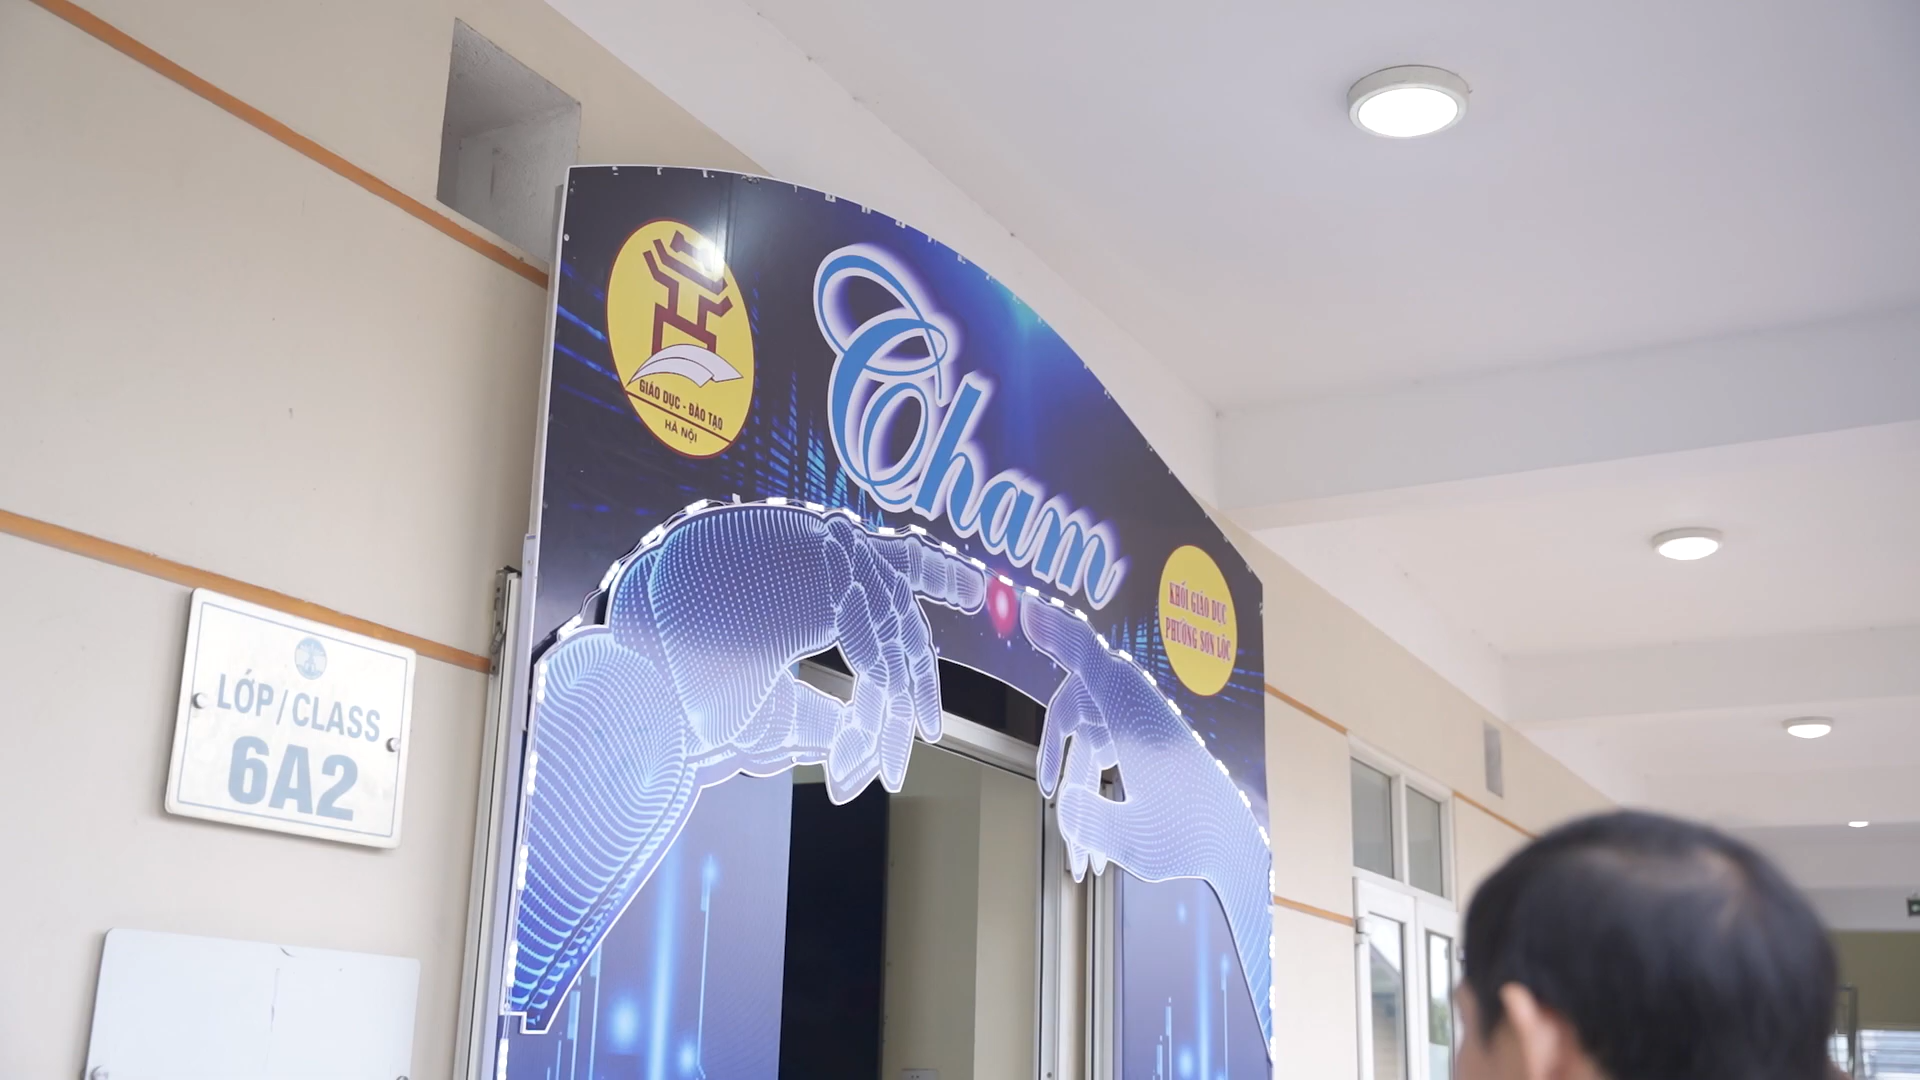 GIÁO DỤC - ĐÀO TẠO
HÀ NỘI
Cham
KHỐI GIÁO DỤC
PHƯỜNG SƠN LỘC
LỚP / CLASS
6A2